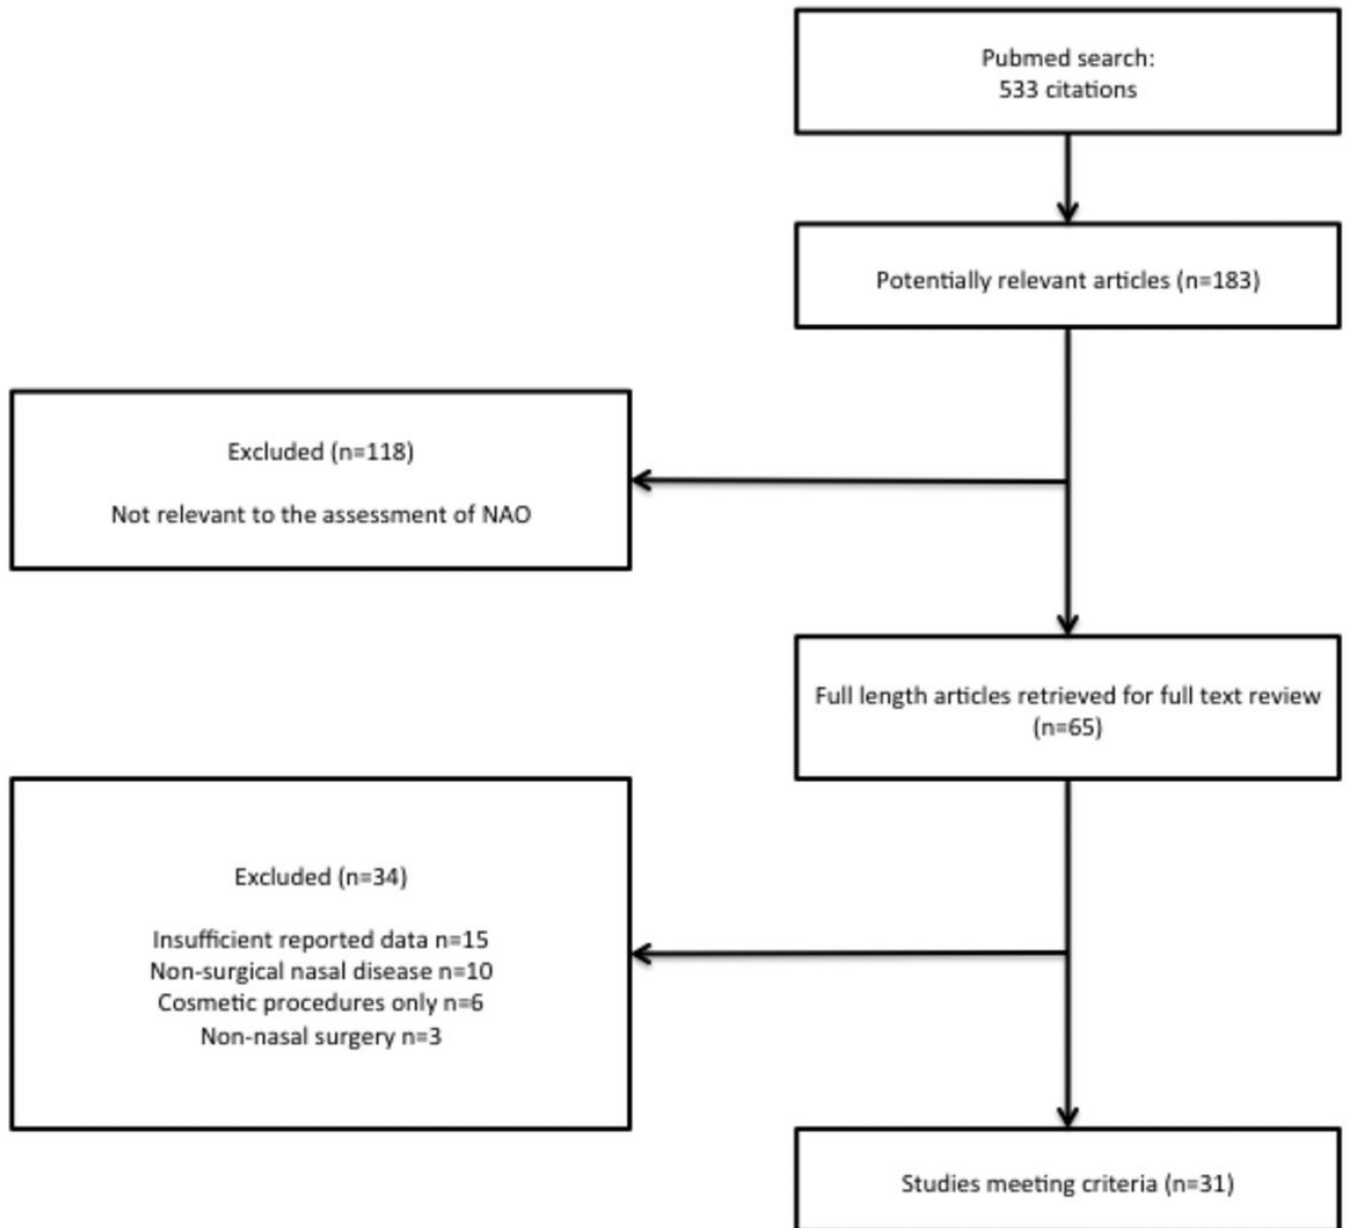 Pubmed search:
533 citations
Potentially relevant articles (n=183)
Excluded (n=118)
Not relevant to the assessment of NAO
Full length articles retrieved for full text review
(n=65)
Excluded (n=34)
Insufficient reported data n=15
Non-surgical nasal disease n=10
Cosmetic procedures only n=6
Non-nasal surgery n=3
Studies meeting criteria (n=31)